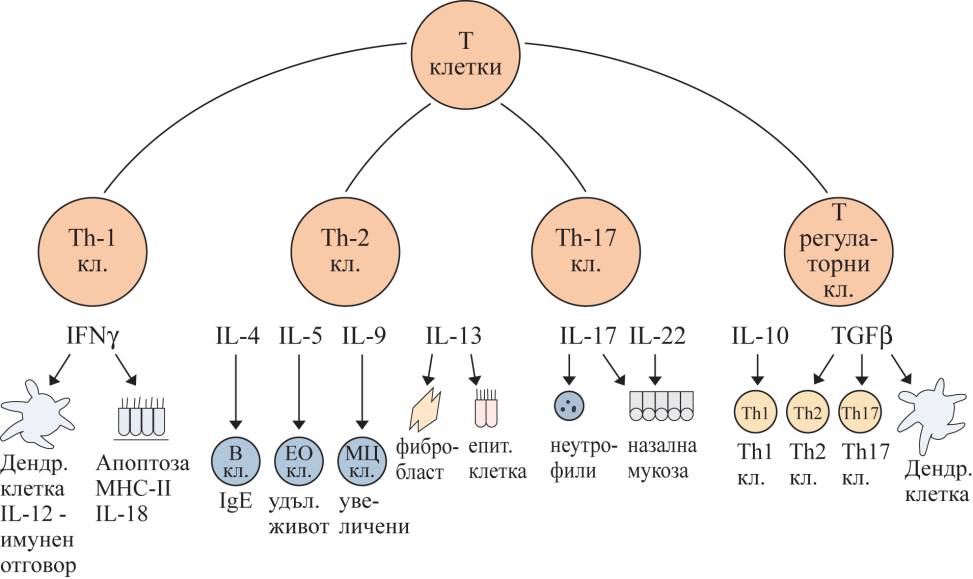 Т
клетки
Th-1
кл.
Th-2
кл.
Th-17
кл.
Т
регула-
торни
кл.
IFNγ
IL-4
IL-5
IL-9
IL-13
IL-17
IL-22
IL-10
TGFβ
Дендр.
клетка
IL-12 -
имунен
отговор
Апоптоза
MHC-II
IL-18
В
кл.
IgE
ЕО
кл.
удъл.
живот
МЦ
кл.
уве-
личени
фибро-
бласт
епит.
клетка
неутро-
фили
назална
мукоза
Th1
Th1
кл.
Th2
Th2
кл.
Th17
Th17
кл.
Дендр.
клетка